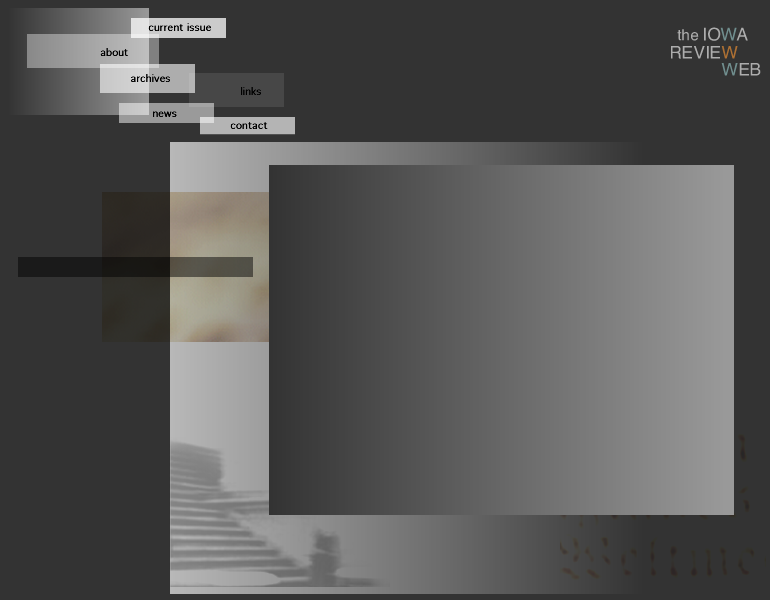 current issue
about
archives
links
news
contact
the IOWA
REVIEW
WEB